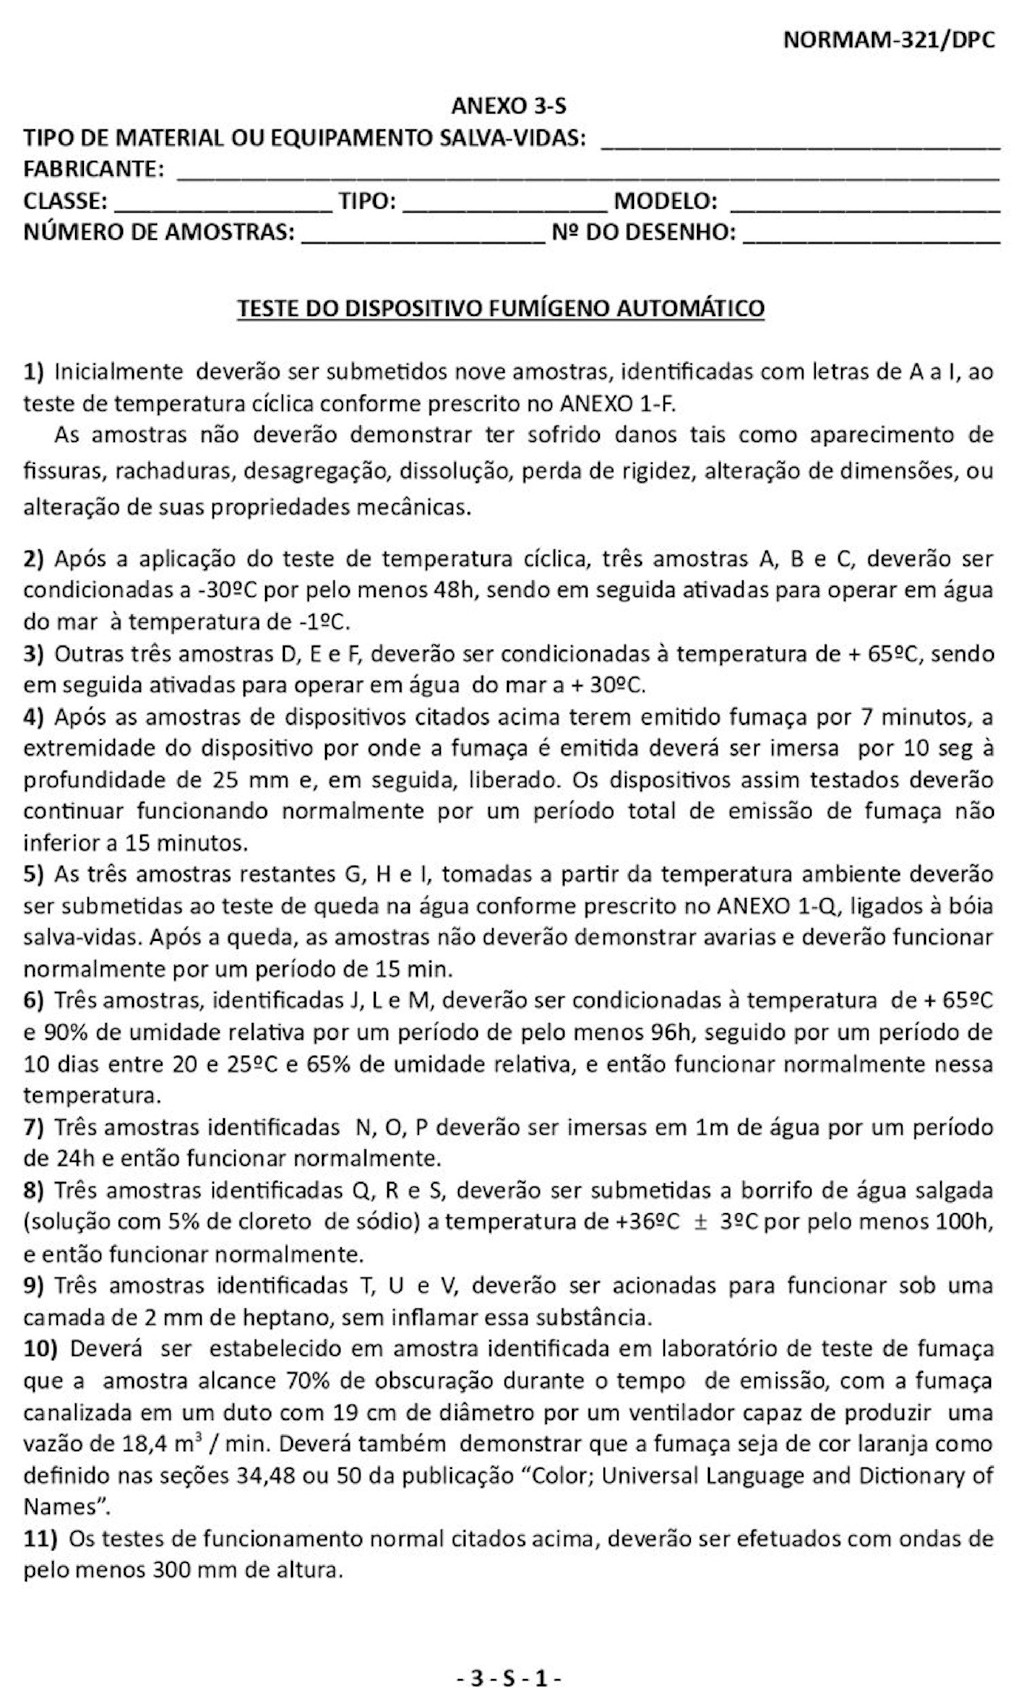 NORMAM-321/DPC
ANEXO 3-S
TIPO DE MATERIAL OU EQUIPAMENTO SALVA-VIDAS: ______________________________
FABRICANTE: ______________________________
CLASSE: ________________ TIPO: ________________ MODELO: ____________________
NÚMERO DE AMOSTRAS: __________________ Nº DO DESENHO: ___________________
TESTE DO DISPOSITIVO FUMÍGENO AUTOMÁTICO
1) Inicialmente deverão ser submetidos nove amostras, identificadas com letras de A a I, ao
teste de temperatura cíclica conforme prescrito no ANEXO 1-F.
As amostras não deverão demonstrar ter sofrido danos tais como aparecimento de
fissuras, rachaduras, desagregação, dissolução, perda de rigidez, alteração de dimensões, ou
alteração de suas propriedades mecânicas.
2) Após a aplicação do teste de temperatura cíclica, três amostras A, B e C, deverão ser
condicionadas a -30ºC por pelo menos 48h, sendo em seguida ativadas para operar em água
do mar à temperatura de -1ºC.
3) Outras três amostras D, E e F, deverão ser condicionadas à temperatura de + 65ºC, sendo
em seguida ativadas para operar em água do mar a + 30ºC.
4) Após as amostras de dispositivos citados acima terem emitido fumaça por 7 minutos, a
extremidade do dispositivo por onde a fumaça é emitida deverá ser imersa por 10 seg à
profundidade de 25 mm e, em seguida, liberado. Os dispositivos assim testados deverão
continuar funcionando normalmente por um período total de emissão de fumaça não
inferior a 15 minutos.
5) As três amostras restantes G, H e I, tomadas a partir da temperatura ambiente deverão
ser submetidas ao teste de queda na água conforme prescrito no ANEXO 1-Q, ligados à bóia
salva-vidas. Após a queda, as amostras não deverão demonstrar avarias e deverão funcionar
normalmente por um período de 15 min.
6) Três amostras, identificadas J, L e M, deverão ser condicionadas à temperatura de + 65ºC
e 90% de umidade relativa por um período de pelo menos 96h, seguido por um período de
10 dias entre 20 e 25ºC e 65% de umidade relativa, e então funcionar normalmente nessa
temperatura.
7) Três amostras identificadas N, O, P deverão ser imersas em 1m de água por um período
de 24h e então funcionar normalmente.
8) Três amostras identificadas Q, R e S, deverão ser submetidas a borrifo de água salgada
(solução com 5% de cloreto de sódio) a temperatura de +36ºC ± 3ºC por pelo menos 100h,
e então funcionar normalmente.
9) Três amostras identificadas T, U e V, deverão ser acionadas para funcionar sob uma
camada de 2 mm de heptano, sem inflamar essa substância.
10) Deverá ser estabelecido em amostra identificada em laboratório de teste de fumaça
que a amostra alcance 70% de obscuração durante o tempo de emissão, com a fumaça
canalizada em um duto com 19 cm de diâmetro por um ventilador capaz de produzir uma
vazão de 18,4 m³ / min. Deverá também demonstrar que a fumaça seja de cor laranja como
definido nas seções 34,48 ou 50 da publicação “Color; Universal Language and Dictionary of
Names”.
11) Os testes de funcionamento normal citados acima, deverão ser efetuados com ondas de
pelo menos 300 mm de altura.
- 3 - S - 1 -